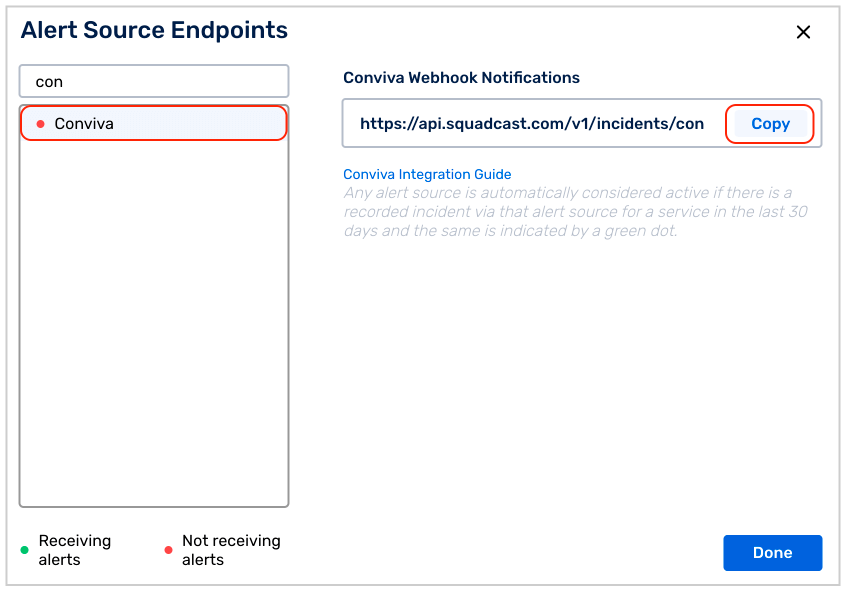 Alert Source Endpoints
con
Conviva
Conviva Webhook Notifications
https://api.squadcast.com/v1/incidents/con
Copy
Conviva Integration Guide
Any alert source is automatically considered active if there is a
recorded incident via that alert source for a service in the last 30
days and the same is indicated by a green dot.
Receiving
alerts
Not receiving
alerts
Done